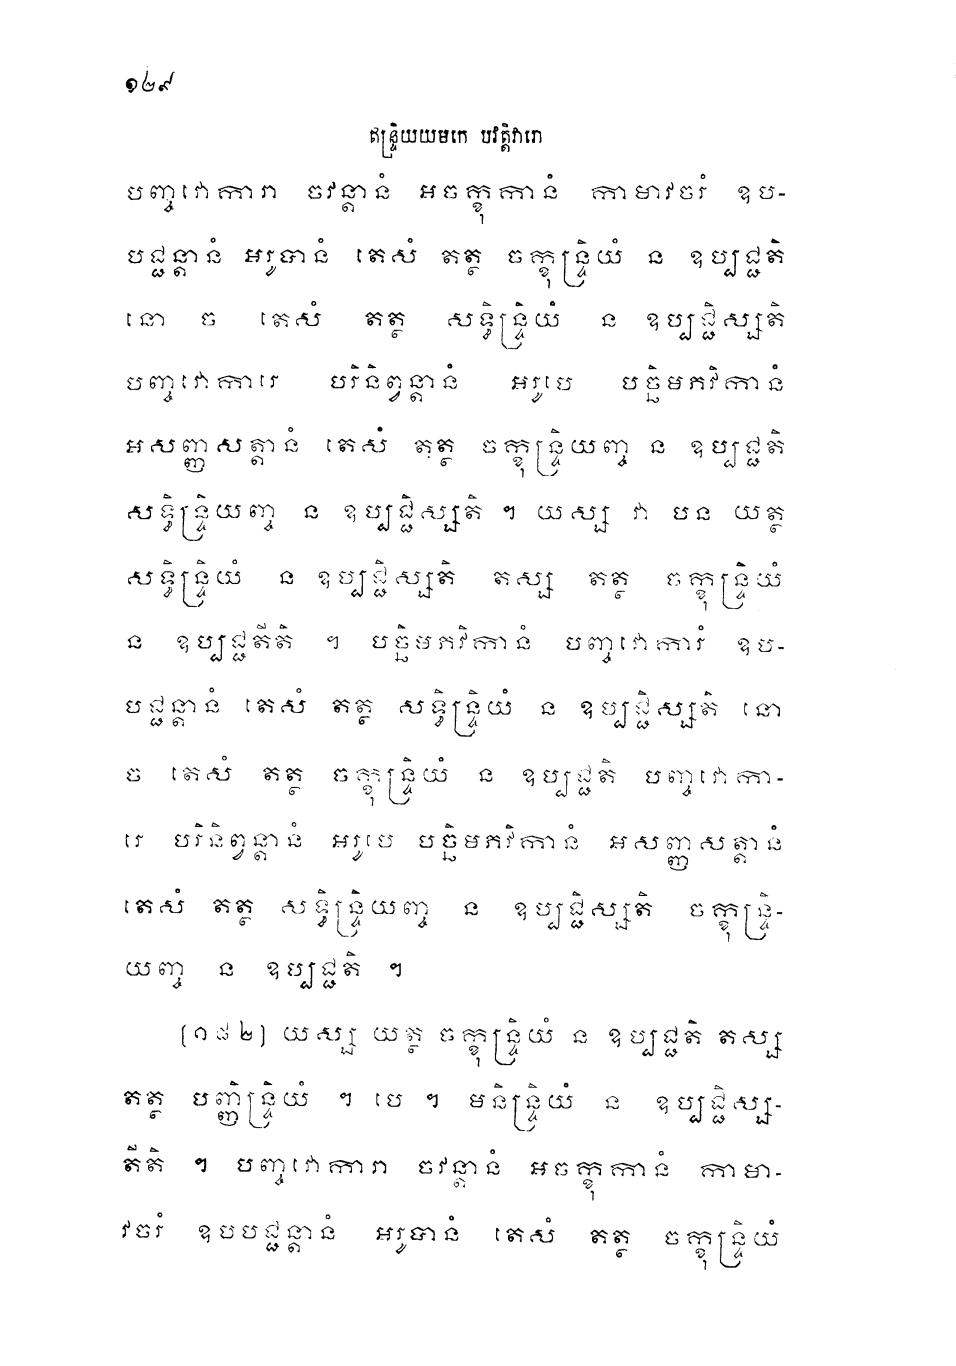 ១២៩
ឥន្ទ្រិយយមកេ បវត្តិវារោ
បញ្ចវោការា ចវន្តានំ អចក្ខុកានំ កាមាវចរំ ឧប-
បជ្ជន្តានំ អរូបានំ តេសំ តត្ថ ចក្ខុន្ទ្រិយំ ន ឧប្បជ្ជតិ
នោ ច តេសំ តត្ថ សទ្ធិន្ទ្រិយំ ន ឧប្បជ្ជិស្សតិ
បញ្ចវោការេ បរិនិព្វន្តានំ អរូបេ បច្ឆិមភវិកានំ
អសញ្ញសត្តានំ តេសំ តត្ថ ចក្ខុន្ទ្រិយញ្ច ន ឧប្បជ្ជតិ
សទ្ធិន្ទ្រិយញ្ច ន ឧប្បជ្ជិស្សតិ ។ យស្ស វា បន យត្ថ
សទ្ធិន្ទ្រិយំ ន ឧប្បជ្ជិស្សតិ តស្ស តត្ថ ចក្ខុន្ទ្រិយំ
ន ឧប្បជ្ជតីតិ ។ បច្ឆិមភវិកានំ បញ្ចវោការំ ឧប-
បជ្ជន្តានំ តេសំ តត្ថ សទ្ធិន្ទ្រិយំ ន ឧប្បជ្ជិស្សតិ នោ
ច តេសំ តត្ថ ចក្ខុន្ទ្រិយំ ន ឧប្បជ្ជតិ បញ្ចវោកា-
រេ បរិនិព្វន្តានំ អរូបេ បច្ឆិមភវិកានំ អសញ្ញសត្តានំ
តេសំ តត្ថ សទ្ធិន្ទ្រិយញ្ច ន ឧប្បជ្ជិស្សតិ ចក្ខុន្ទ្រិ-
យញ្ច ន ឧប្បជ្ជតិ ។
[១៨២] យស្ស យត្ថ ចក្ខុន្ទ្រិយំ ន ឧប្បជ្ជតិ តស្ស
តត្ថ បញ្ញិន្ទ្រិយំ ។ បេ ។ មនិន្ទ្រិយំ ន ឧប្បជ្ជិស្ស-
តីតិ ។ បញ្ចវោការា ចវន្តានំ អចក្ខុកានំ កាមា-
វចរំ ឧបបជ្ជន្តានំ អរូបានំ តេសំ តត្ថ ចក្ខុន្ទ្រិយំ